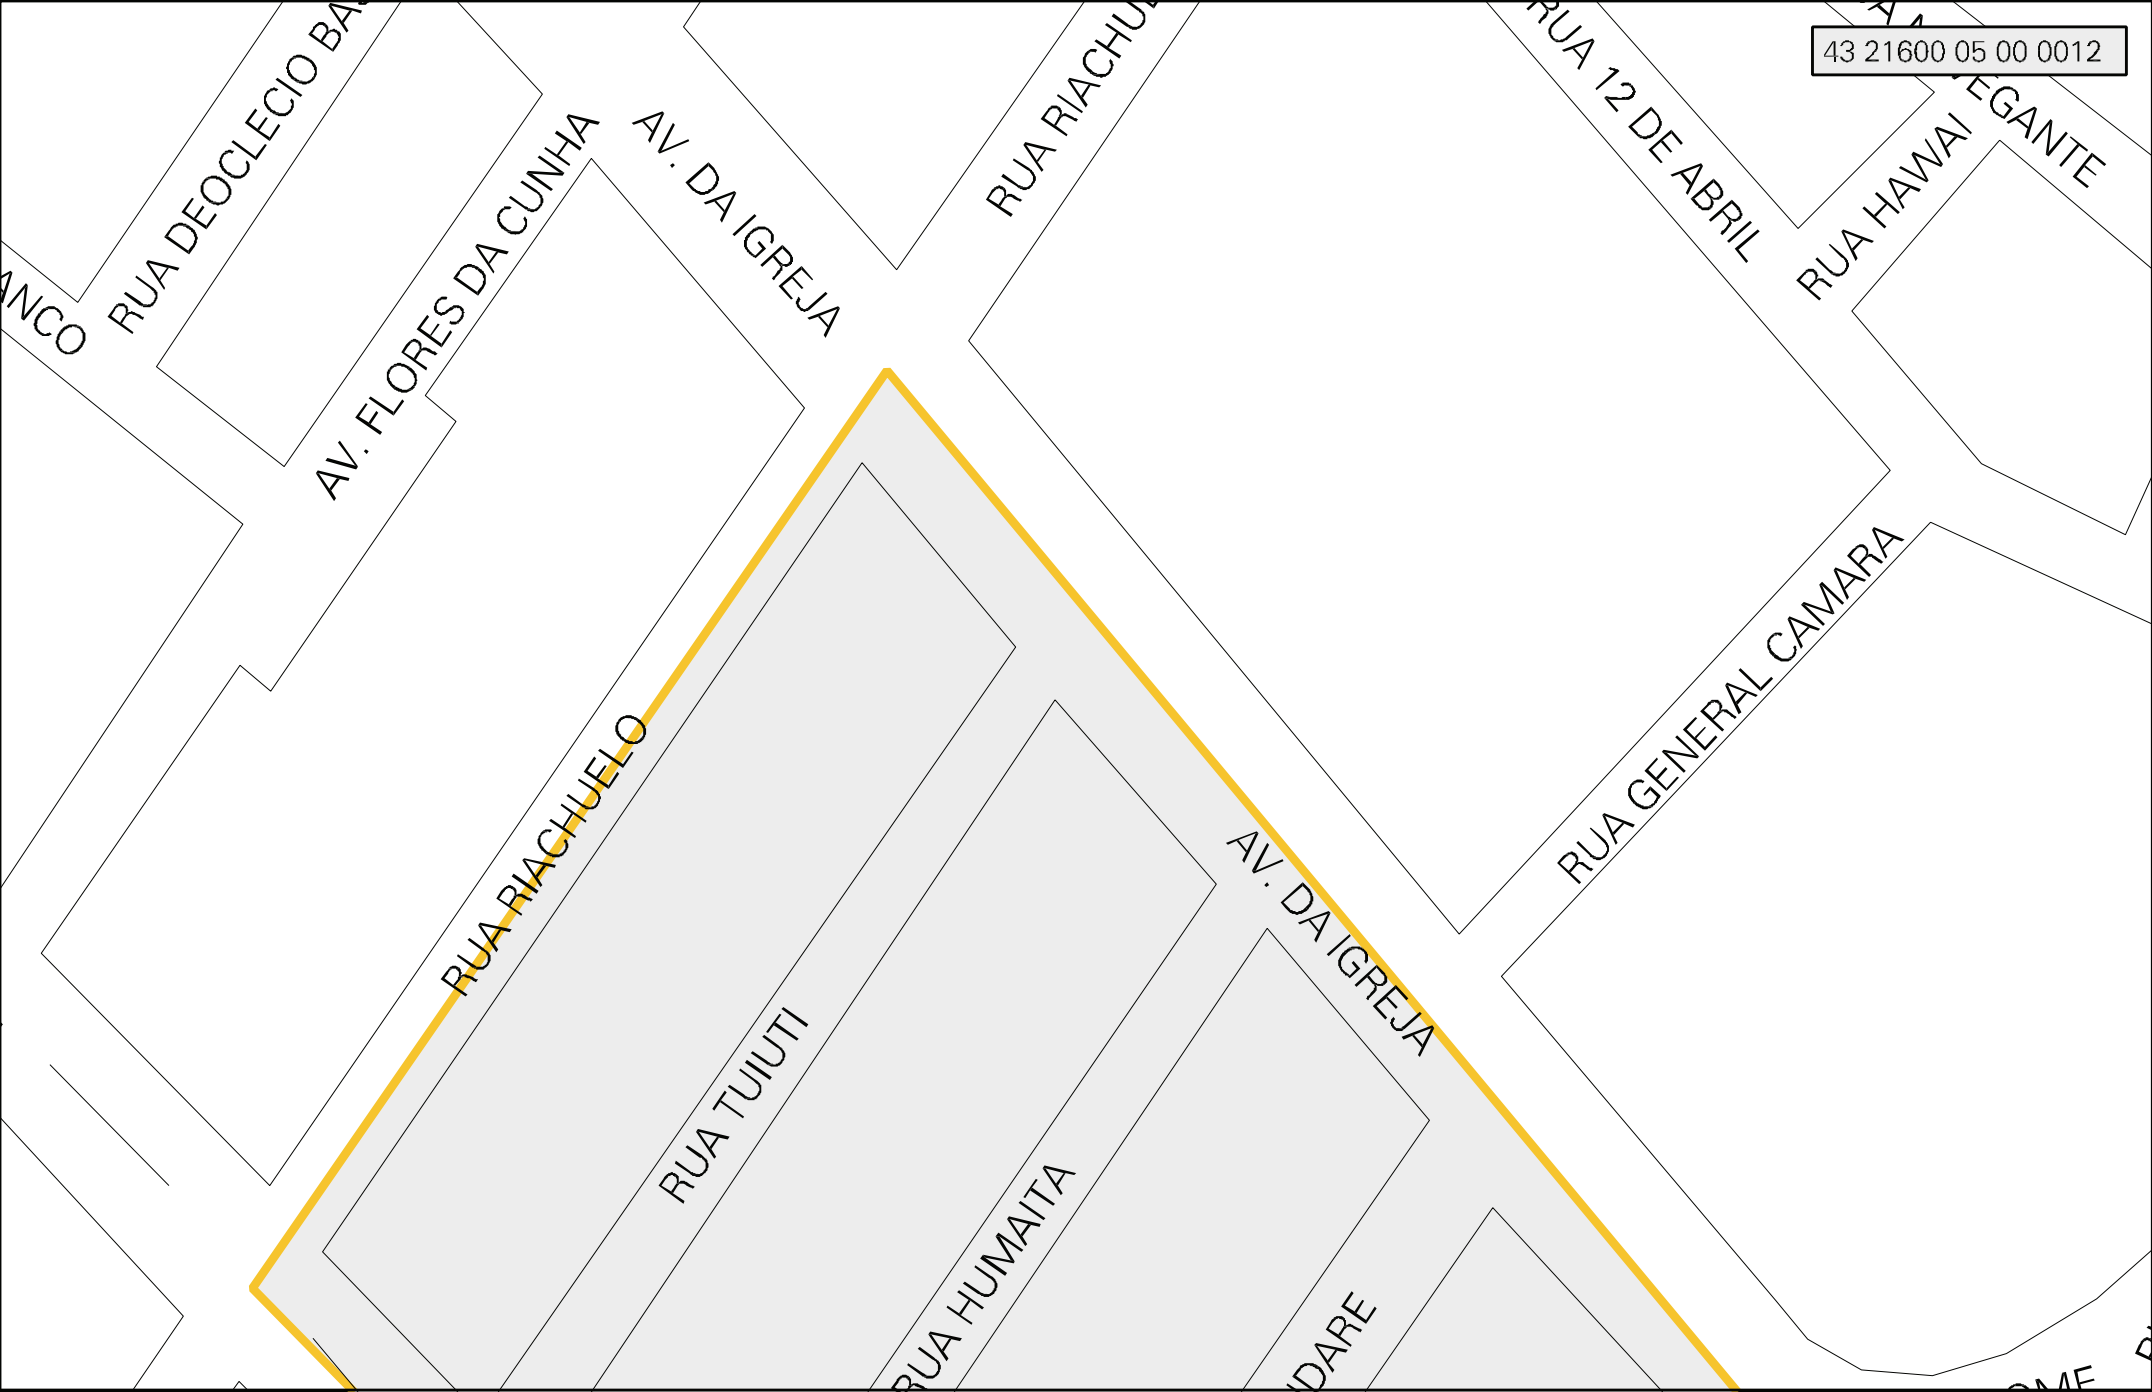 43 21600 05 00 0012
RUA DEOCLECIO
AV. FLORES DA CUNHA
AV. DA IGREJA
RUA
RUA 12 DE ABRIL
RUA HAWAI
RUA GENERAL CAMARA
RUA RIACHUELO
AV. DA IGREJA
RUA TUIUTI
RUA HUMAITA